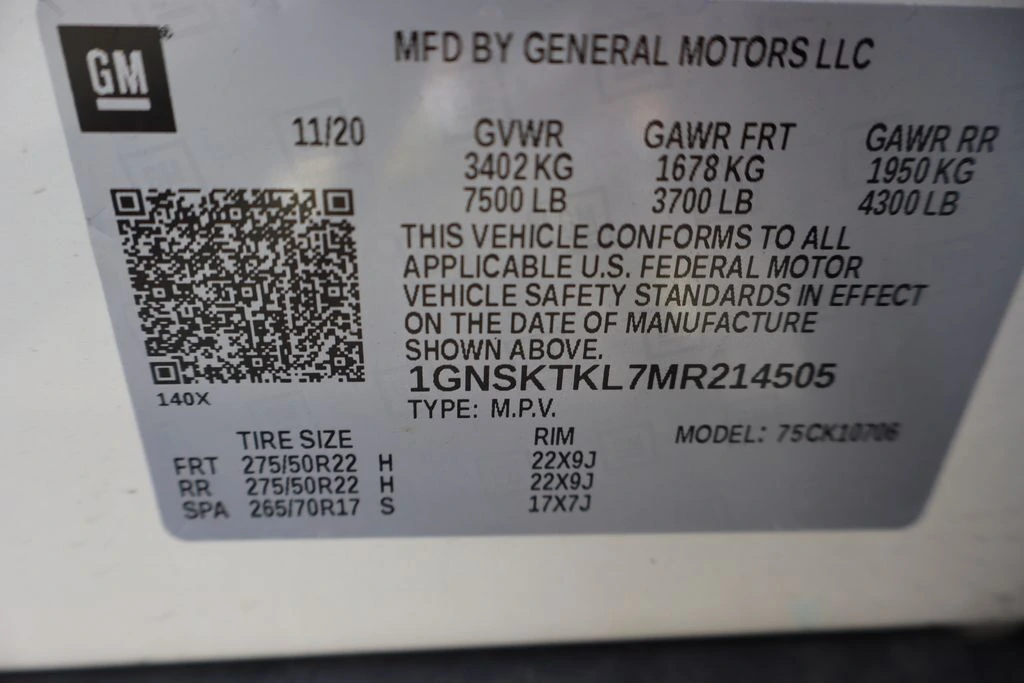 GM
MFD BY GENERAL MOTORS LLC
11/20 GVWR GAWR FRT GAWR RR
3402 KG 1678 KG 1950 KG
7500 LB 3700 LB 4300 LB
THIS VEHICLE CONFORMS TO ALL
APPLICABLE U.S. FEDERAL MOTOR
VEHICLE SAFETY STANDARDS IN EFFECT
ON THE DATE OF MANUFACTURE
SHOWN ABOVE.
1GNSKTKL7MR214505
140X
TYPE: M.P.V.
TIRE SIZE RIM MODEL: 75CK10706
FRT 275/50R22 H 22X9J
RR 275/50R22 H 22X9J
SPA 265/70R17 S 17X7J